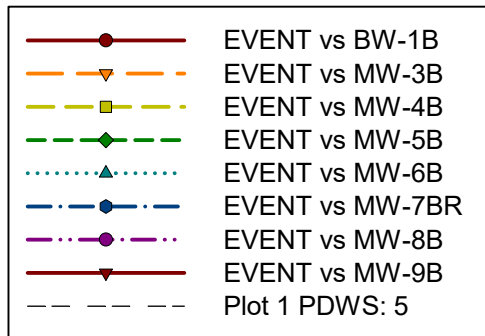 EVENT vs BW-1B
EVENT vs MW-3B
EVENT vs MW-4B
EVENT vs MW-5B
EVENT vs MW-6B
EVENT vs MW-7BR
EVENT vs MW-8B
EVENT vs MW-9B
Plot 1 PDWS: 5